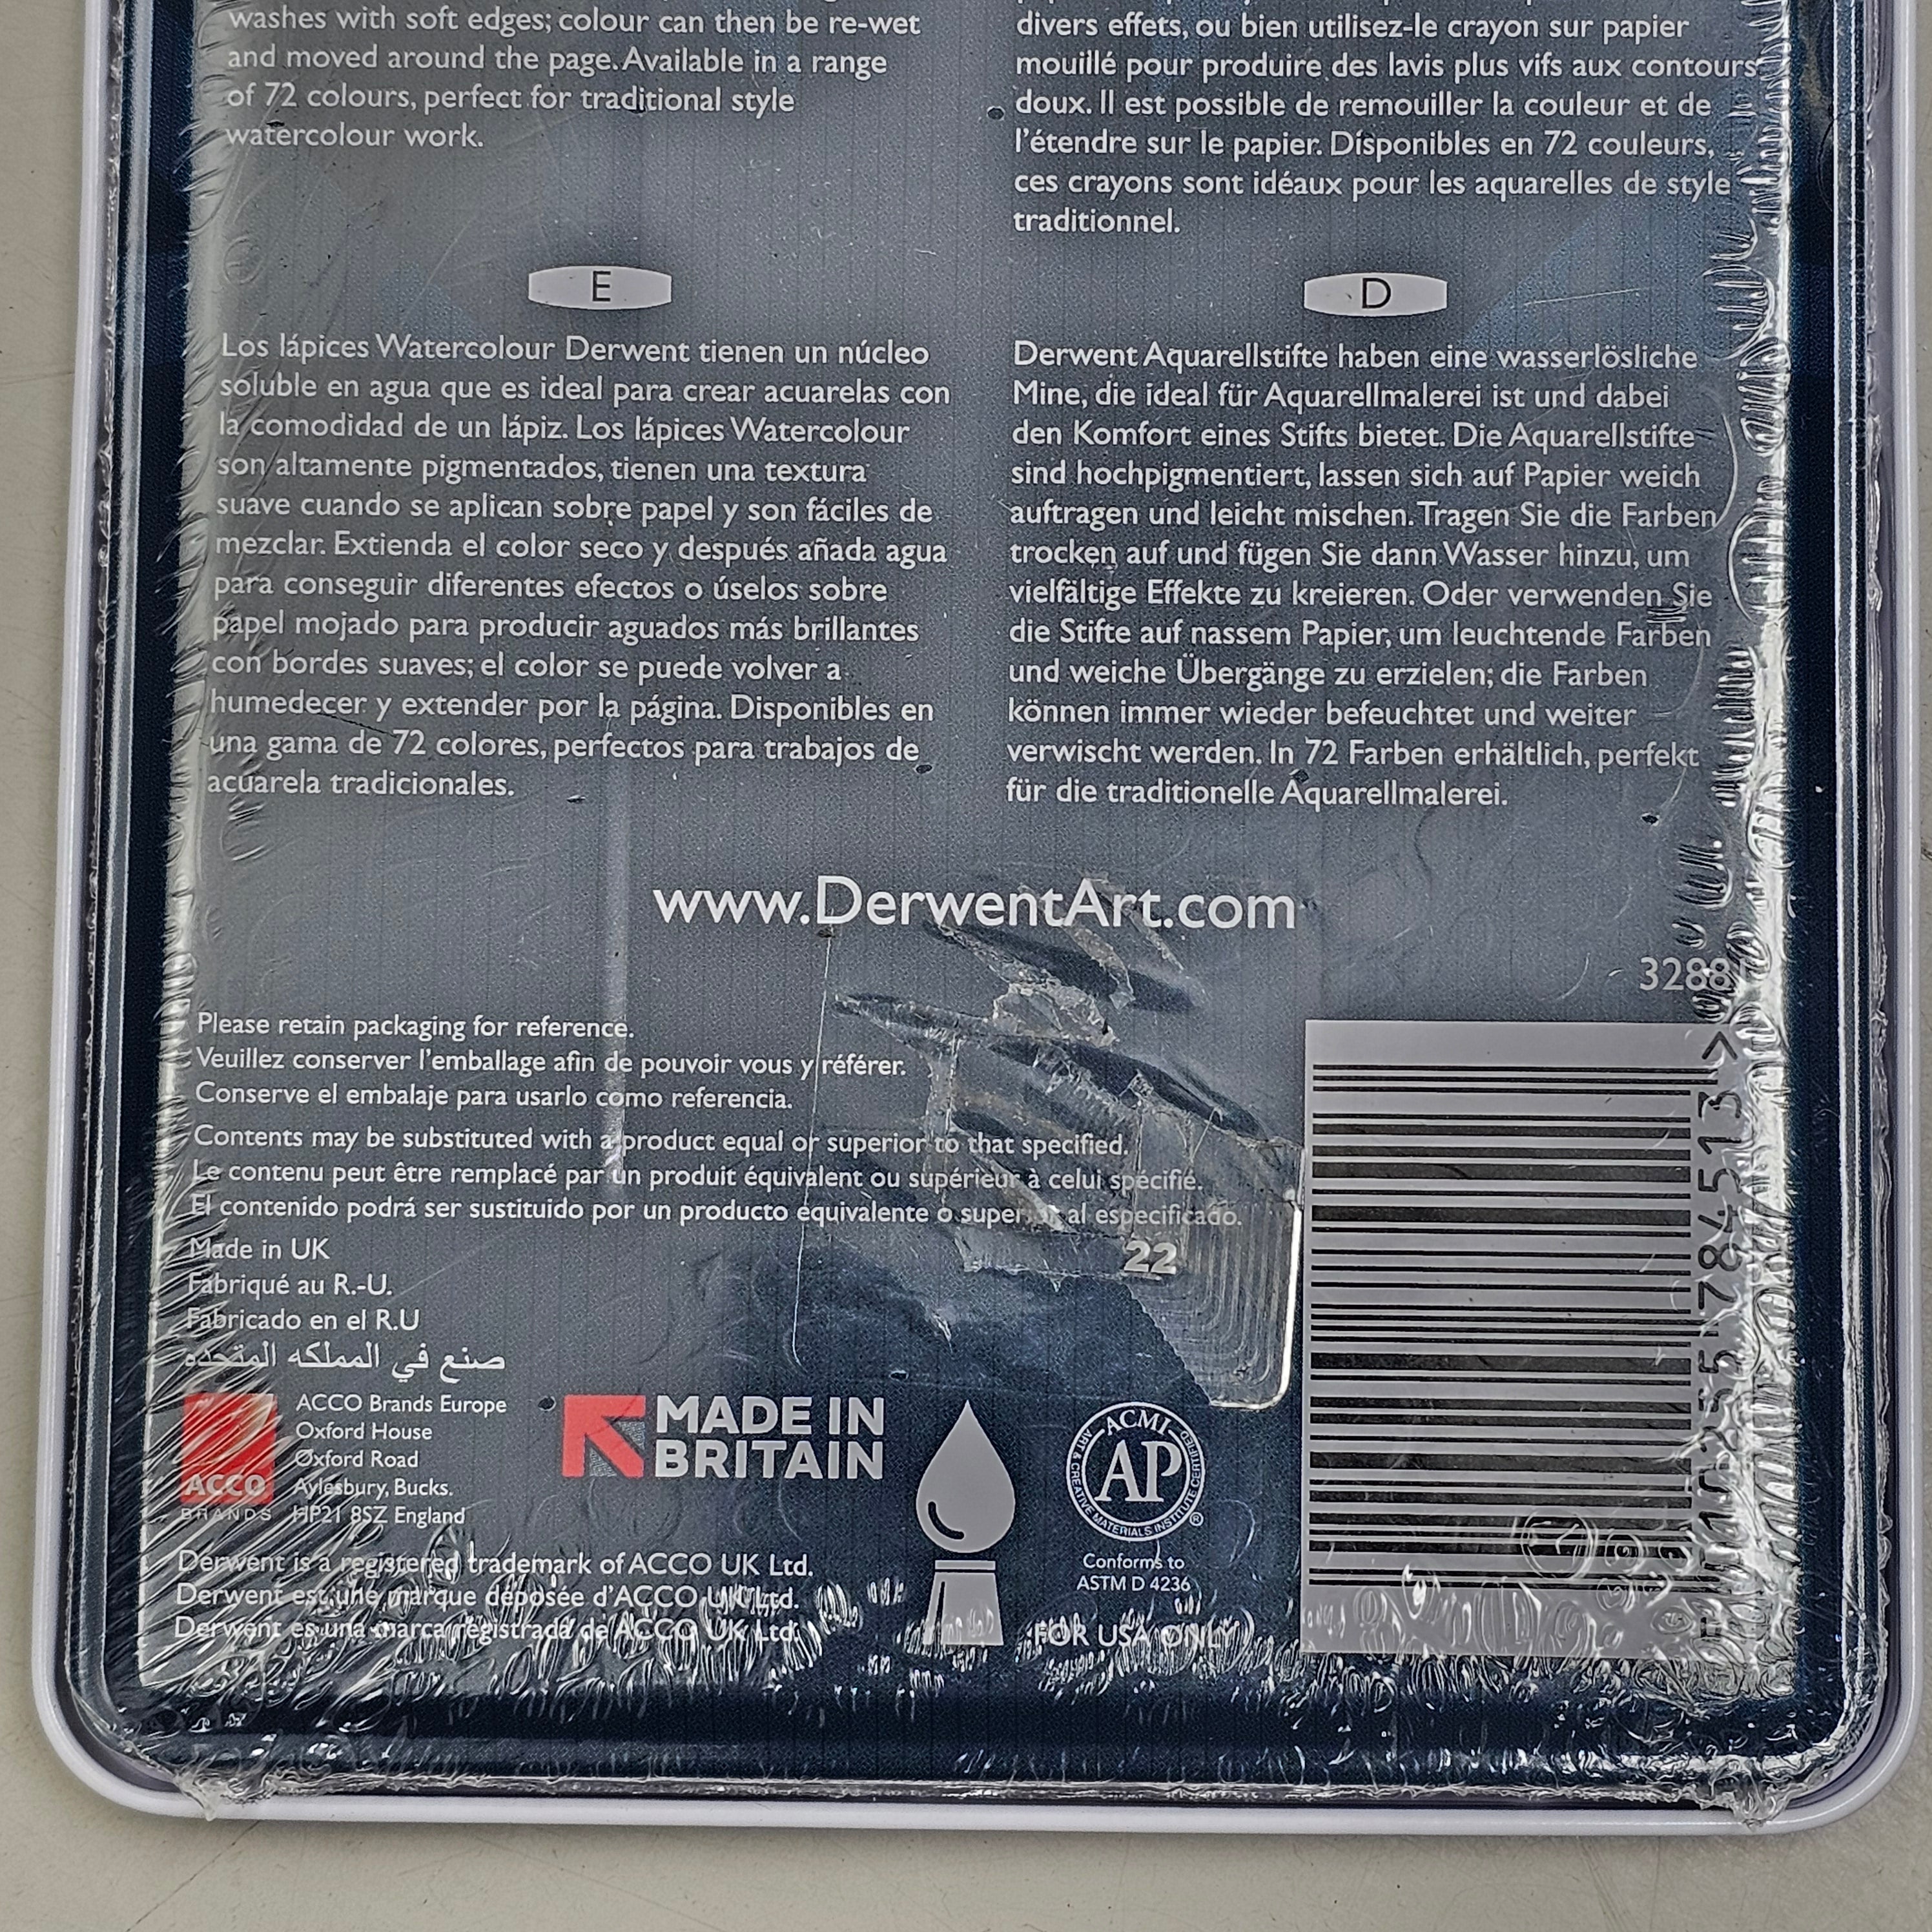 washes with soft edges; colour can then be re-wet
and moved around the page. Available in a range
of 72 colours, perfect for traditional style
watercolour work.
divers effets, ou bien utilisez-le crayon sur papier
mouillé pour produire des lavis plus vifs aux contours
doux. Il est possible de remouiller la couleur et de
l'étendre sur le papier. Disponibles en 72 couleurs,
ces crayons sont idéaux pour les aquarelles de style
traditionnel.
E
Los lápices Watercolour Derwent tienen un núcleo
soluble en agua que es ideal para crear acuarelas con
la comodidad de un lápiz. Los lápices Watercolour
son altamente pigmentados, tienen una textura
suave cuando se aplican sobre papel y son fáciles de
mezclar. Extienda el color seco y después añada agua
para conseguir diferentes efectos o úselos sobre
papel mojado para producir aguados más brillantes
con bordes suaves; el color se puede volver a
humedecer y extender por la página. Disponibles en
una gama de 72 colores, perfectos para trabajos de
acuarela tradicionales.
D
Derwent Aquarellstifte haben eine wasserlösliche
Mine, die ideal für Aquarellmalerei ist und dabei
den Komfort eines Stifts bietet. Die Aquarellstifte
sind hochpigmentiert, lassen sich auf Papier weich
auftragen und leicht mischen. Tragen Sie die Farben
trocken auf und fügen Sie dann Wasser hinzu, um
vielfältige Effekte zu kreieren. Oder verwenden Sie
die Stifte auf nassem Papier, um leuchtende Farben
und weiche Übergänge zu erzielen; die Farben
können immer wieder befeuchtet und weiter
verwischt werden. In 72 Farben erhältlich, perfekt
für die traditionelle Aquarellmalerei.
www.DerwentArt.com
Please retain packaging for reference.
Veuillez conserver l'emballage afin de pouvoir vous y référer.
Conserve el embalaje para usarlo como referencia.
Contents may be substituted with a product equal or superior to that specified.
Le contenu peut être remplacé par un produit équivalent ou supérieur à celui spécifié.
El contenido podrá ser sustituido por un producto equivalente o superior al especificado.
22
Made in UK
Fabriqué au R.-U.
Fabricado en el R.U
صنع في المملكه المتحده
ACCO
BRANDS
ACCO Brands Europe
Oxford House
Oxford Road
Aylesbury, Bucks.
HP21 8SZ England
MADE IN
BRITAIN
ACMI
AP
ART & CREATIVE MATERIALS INSTITUTE CERTIFIED
®
Conforms to
ASTM D 4236
FOR USA ONLY
Derwent is a registered trademark of ACCO UK Ltd.
Derwent est une marque déposée d'ACCO UK Ltd.
Derwent es una marca registrada de ACCO UK Ltd.